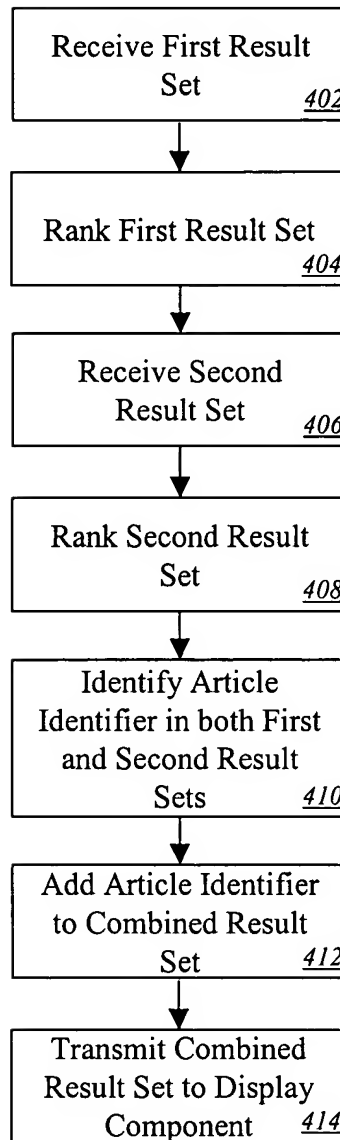 Receive First Result
Set
402
Rank First Result Set
404
Receive Second
Result Set
406
Rank Second Result
Set
408
Identify Article
Identifier in both First
and Second Result
Sets
410
Add Article Identifier
to Combined Result
Set
412
Transmit Combined
Result Set to Display
Component
414